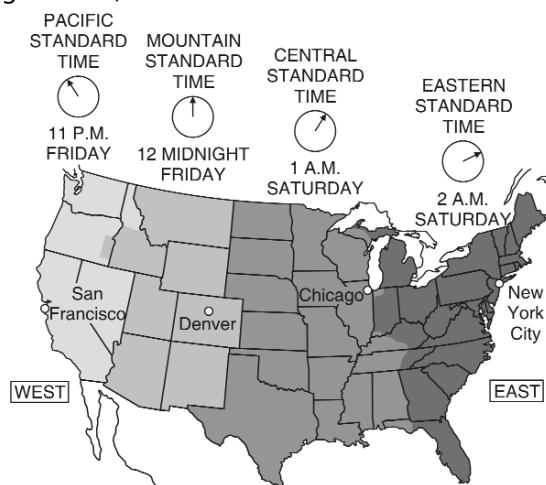 PACIFIC
STANDARD
TIME
11 P.M.
FRIDAY
MOUNTAIN
STANDARD
TIME
12 MIDNIGHT
FRIDAY
CENTRAL
STANDARD
TIME
1 A.M.
SATURDAY
EASTERN
STANDARD
TIME
2 A.M.
SATURDAY
San
Francisco
Denver
Chicago
New
York
City
WEST
EAST